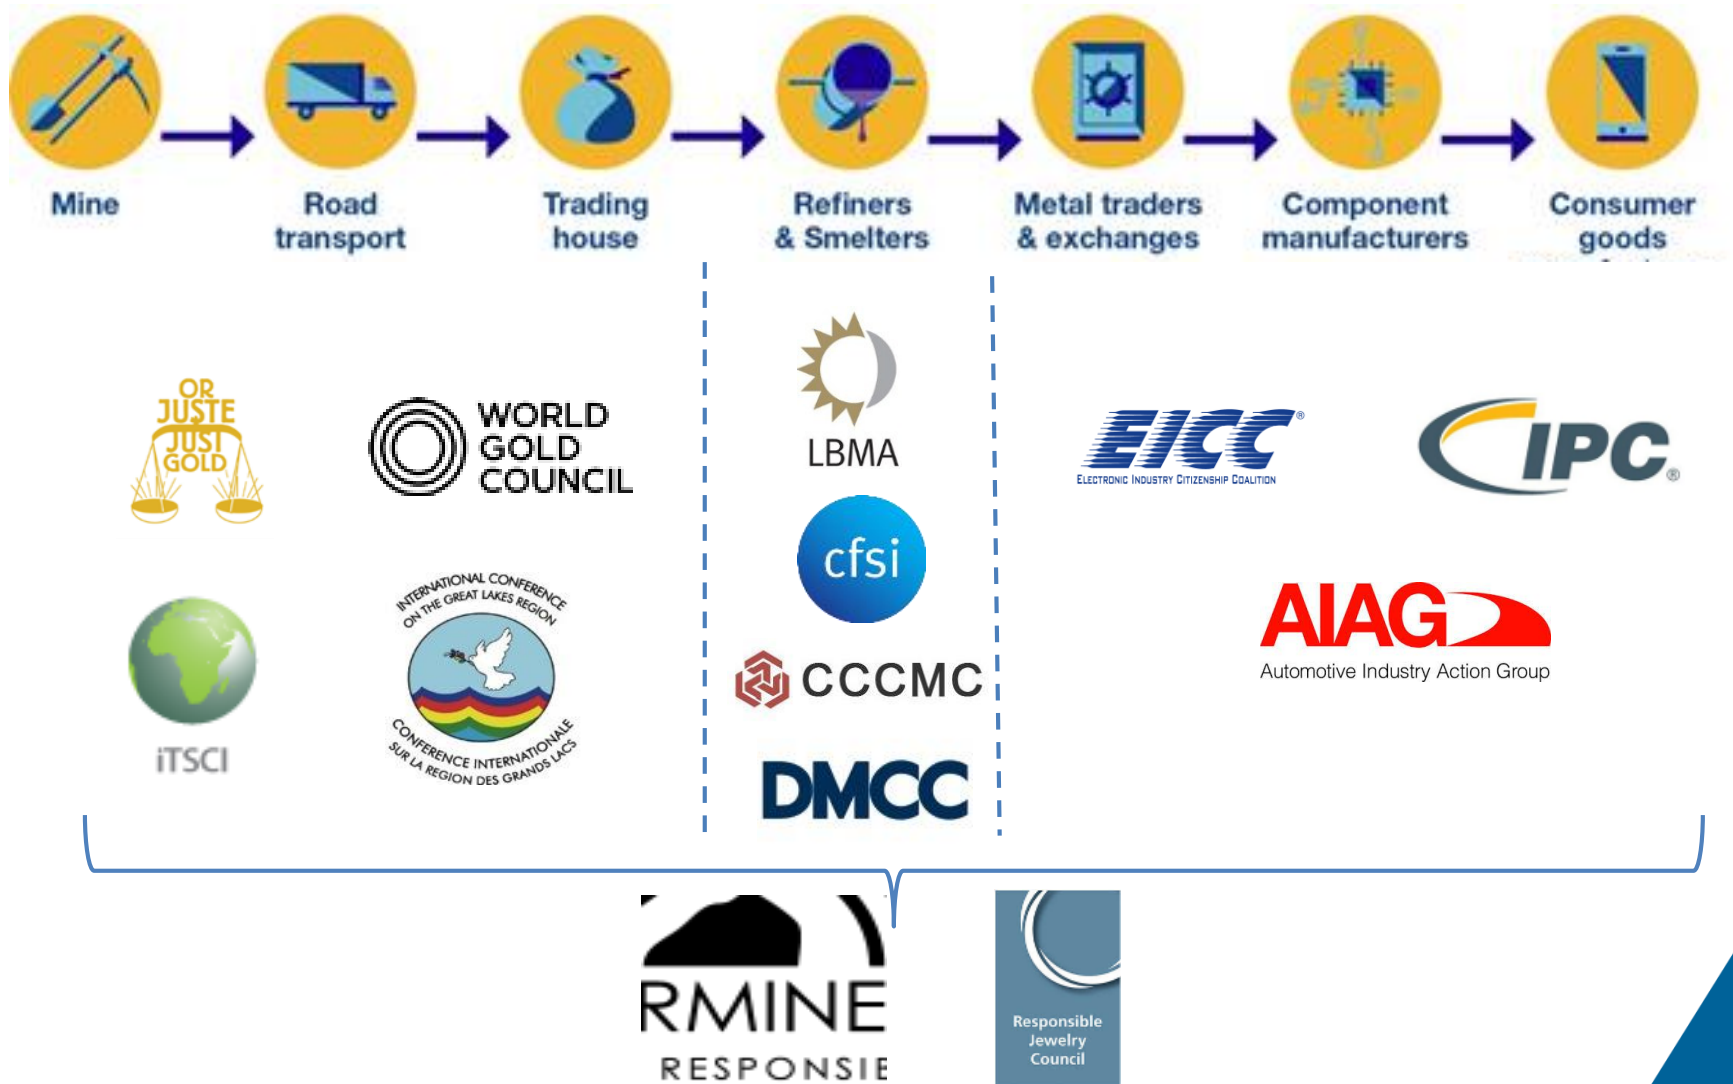 Mine
Road
transport
Trading
house
Refiners
& Smelters
Metal traders
& exchanges
Component
manufacturers
Consumer
goods
OR
JUSTE
JUST
GOLD
WORLD
GOLD
COUNCIL
LBMA
EICC®
ELECTRONIC INDUSTRY CITIZENSHIP COALITION
IPC®
cfsi
iTSCI
INTERNATIONAL CONFERENCE
ON THE GREAT LAKES REGION
CONFERENCE INTERNATIONALE
SUR LA REGION DES GRANDS LACS
CCCMC
DMCC
AIAG
Automotive Industry Action Group
RMINE
RESPONSIB
Responsible
Jewelry
Council